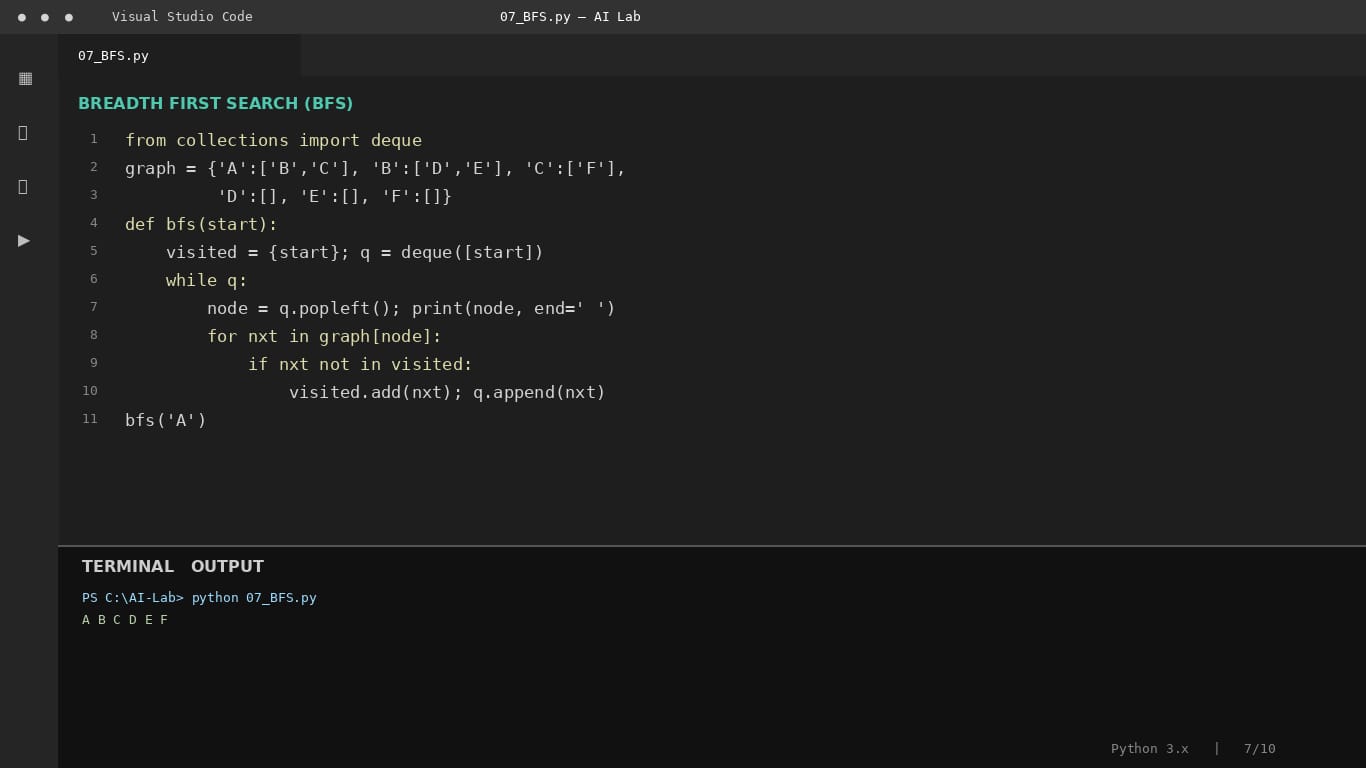 Visual Studio Code
07_BFS.py — AI Lab
07_BFS.py
BREADTH FIRST SEARCH (BFS)
1 from collections import deque
2 graph = {'A':['B','C'], 'B':['D','E'], 'C':['F'],
3          'D':[], 'E':[], 'F':[]}
4 def bfs(start):
5     visited = {start}; q = deque([start])
6     while q:
7         node = q.popleft(); print(node, end=' ')
8         for nxt in graph[node]:
9             if nxt not in visited:
10                 visited.add(nxt); q.append(nxt)
11 bfs('A')
TERMINAL   OUTPUT
PS C:\AI-Lab> python 07_BFS.py
A B C D E F
Python 3.x   |   7/10